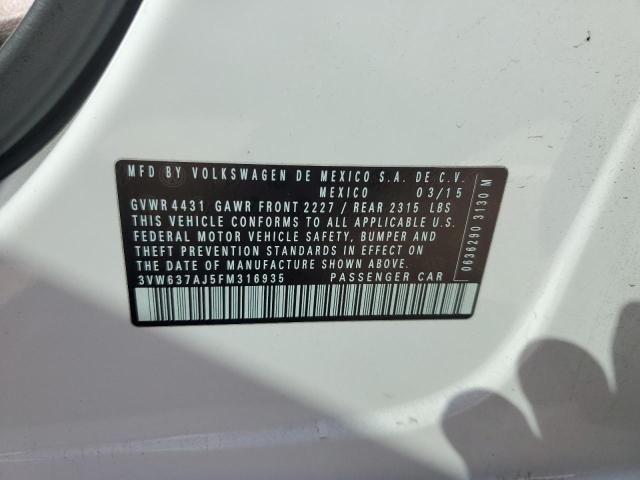 MFD BY VOLKSWAGEN DE MEXICO S.A. DE C.V.
MEXICO 03/15
GVWR 4431 GAWR FRONT 2227 / REAR 2315 LBS
THIS VEHICLE CONFORMS TO ALL APPLICABLE U.S.
FEDERAL MOTOR VEHICLE SAFETY, BUMPER AND
THEFT PREVENTION STANDARDS IN EFFECT ON
THE DATE OF MANUFACTURE SHOWN ABOVE.
3VW637AJ5FM316935 PASSENGER CAR
0636290 3130 M